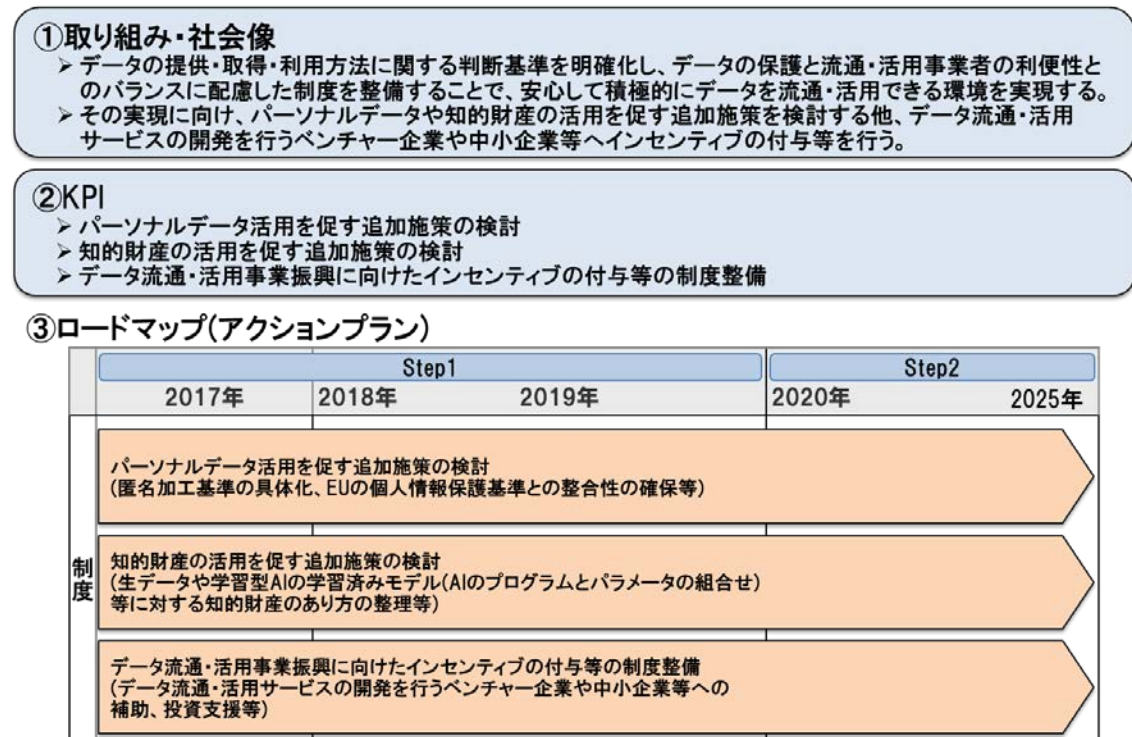 ①取り組み・社会像
➢ データの提供・取得・利用方法に関する判断基準を明確化し、データの保護と流通・活用事業者の利便性と
のバランスに配慮した制度を整備することで、安心して積極的にデータを流通・活用できる環境を実現する。
➢ その実現に向け、パーソナルデータや知的財産の活用を促す追加施策を検討する他、データ流通・活用
サービスの開発を行うベンチャー企業や中小企業等へインセンティブの付与等を行う。
②KPI
➢ パーソナルデータ活用を促す追加施策の検討
➢ 知的財産の活用を促す追加施策の検討
➢ データ流通・活用事業振興に向けたインセンティブの付与等の制度整備
③ロードマップ(アクションプラン)
Step1 Step2
2017年 2018年 2019年 2020年 2025年
制度
パーソナルデータ活用を促す追加施策の検討
(匿名加工基準の具体化、EUの個人情報保護基準との整合性の確保等)
知的財産の活用を促す追加施策の検討
(生データや学習型AIの学習済みモデル(AIのプログラムとパラメータの組合せ)
等に対する知的財産のあり方の整理等)
データ流通・活用事業振興に向けたインセンティブの付与等の制度整備
(データ流通・活用サービスの開発を行うベンチャー企業や中小企業等への
補助、投資支援等)